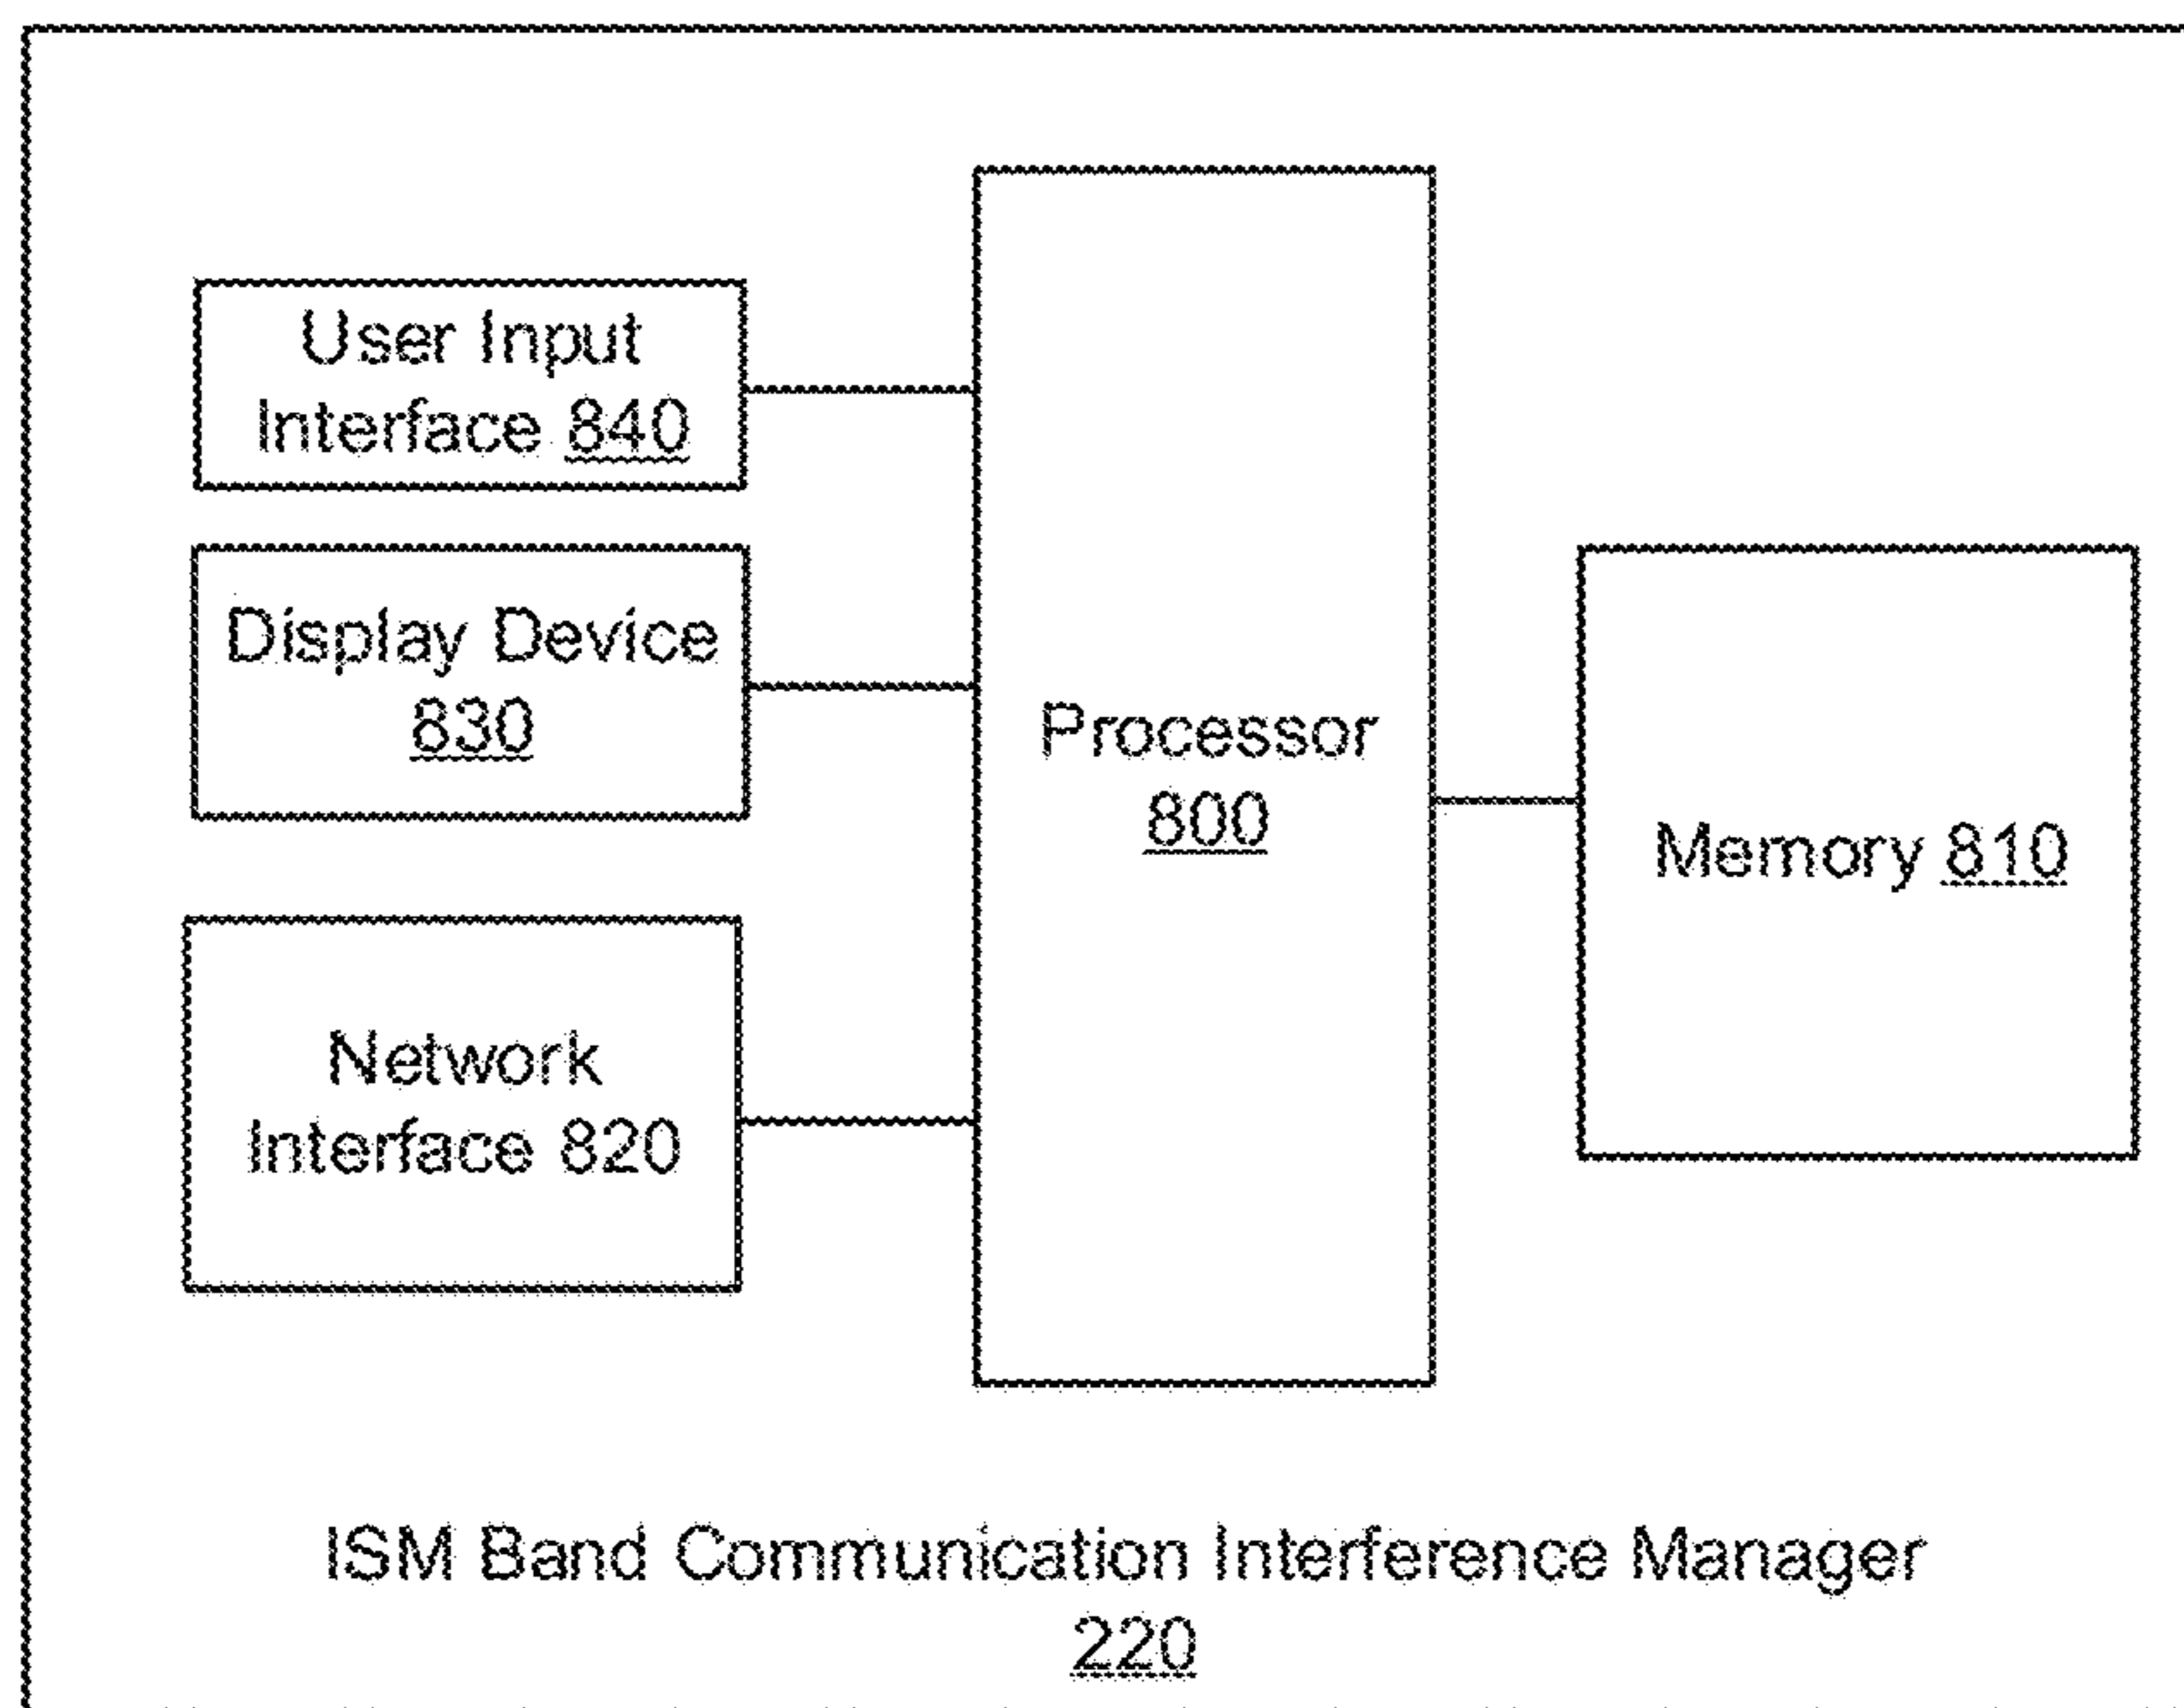 User Input
Interface 840
Display Device
830
Network
Interface 820
Processor
800
Memory 810
ISM Band Communication Interference Manager
220